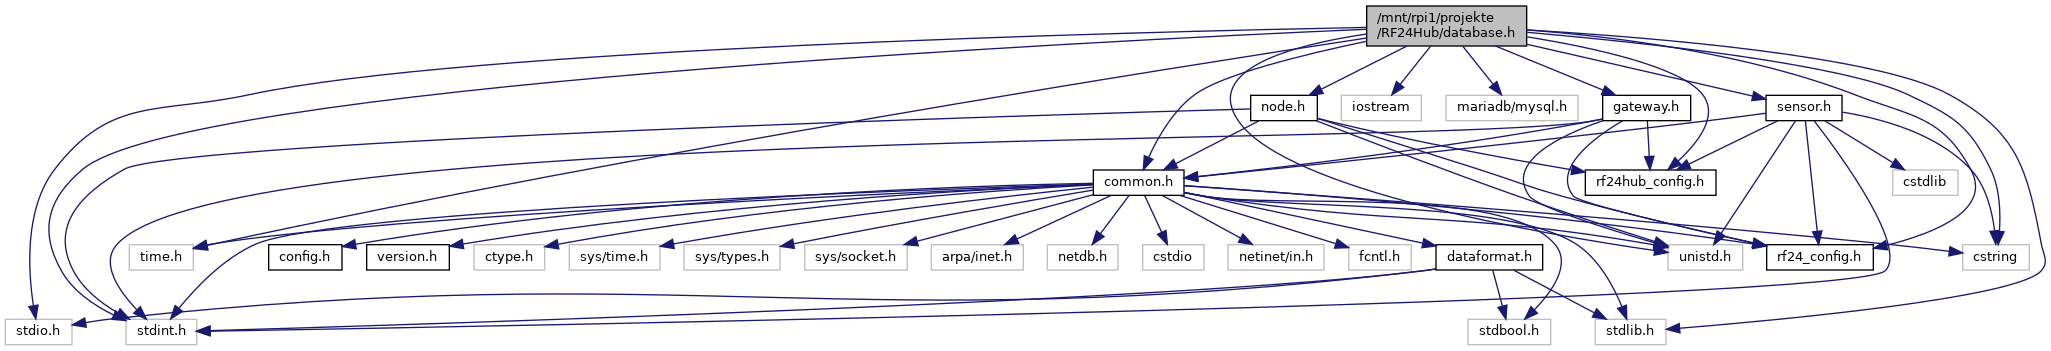 /mnt/rpi1/projekte
/RF24Hub/database.h
node.h
iostream
mariadb/mysql.h
gateway.h
sensor.h
common.h
rf24hub_config.h
cstdlib
time.h
config.h
version.h
ctype.h
sys/time.h
sys/types.h
sys/socket.h
arpa/inet.h
netdb.h
cstdio
netinet/in.h
fcntl.h
dataformat.h
unistd.h
rf24_config.h
cstring
stdio.h
stdint.h
stdbool.h
stdlib.h